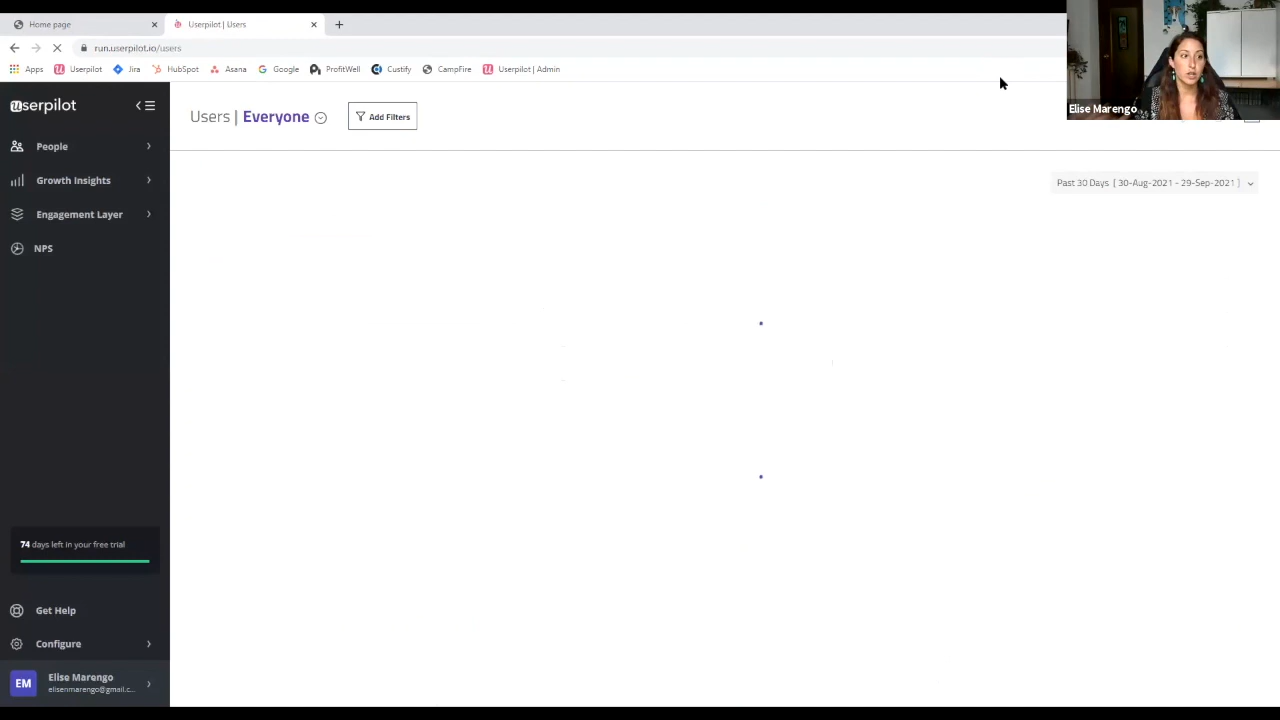 Home page
Userpilot | Users
run.userpilot.io/users
Apps
Userpilot
Jira
HubSpot
Asana
Google
ProfitWell
Custify
CampFire
Userpilot | Admin
Elise Marengo
userpilot
Users | Everyone
Add Filters
People
Growth Insights
Engagement Layer
NPS
Past 30 Days [ 30-Aug-2021 - 29-Sep-2021 ]
74 days left in your free trial
Get Help
Configure
EM
Elise Marengo
elisenmarengo@gmail.c...